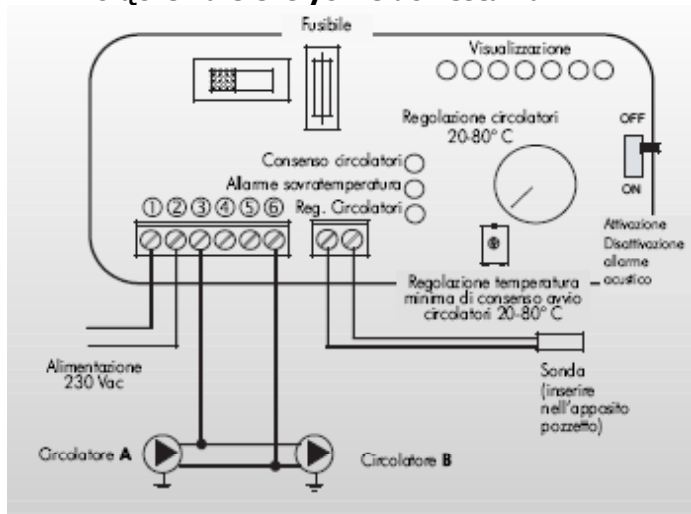 Fusibile
Visualizzazione
Regolazione circolatori
20-80° C
OFF
ON
Consenso circolatori
Allarme sovratemperatura
Reg. Circolatori
① ② ③ ④ ⑤ ⑥
Attivazione
Disattivazione
allarme
acustico
Regolazione temperatura
minima di consenso avvio
circolatori 20-80° C
Alimentazione
230 Vac
Sonda
(inserire
nell'apposito
pozzetto)
Circolatore A
Circolatore B